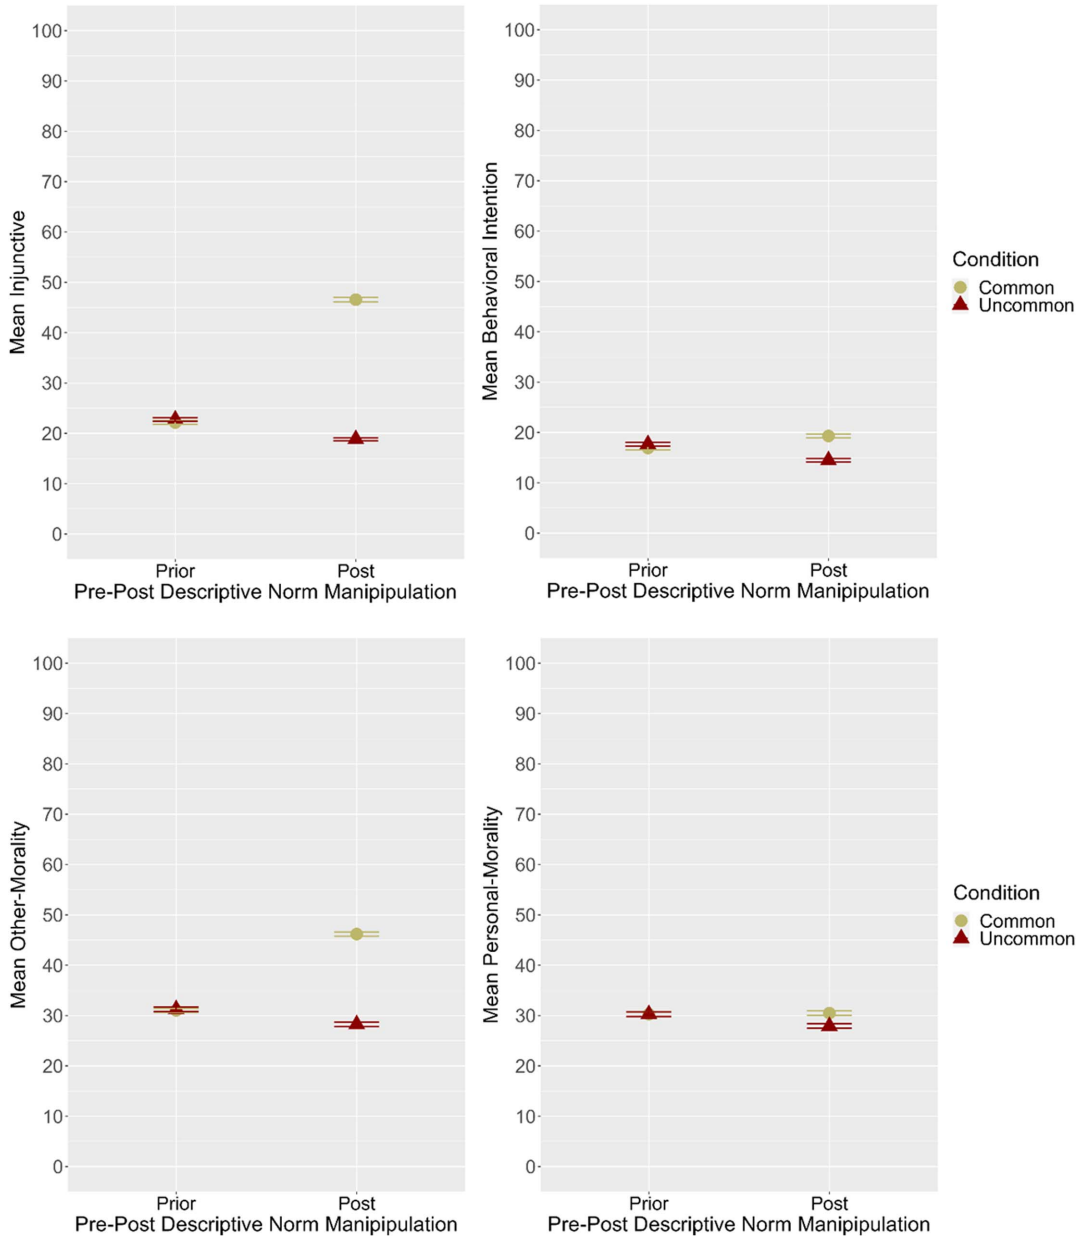 Mean Injunctive
100
90
80
70
60
50
40
30
20
10
0
Prior Post
Pre-Post Descriptive Norm Manipipulation
Mean Behavioral Intention
100
90
80
70
60
50
40
30
20
10
0
Prior Post
Pre-Post Descriptive Norm Manipipulation
Condition
Common
Uncommon
Mean Other-Morality
100
90
80
70
60
50
40
30
20
10
0
Prior Post
Pre-Post Descriptive Norm Manipipulation
Mean Personal-Morality
100
90
80
70
60
50
40
30
20
10
0
Prior Post
Pre-Post Descriptive Norm Manipipulation
Condition
Common
Uncommon